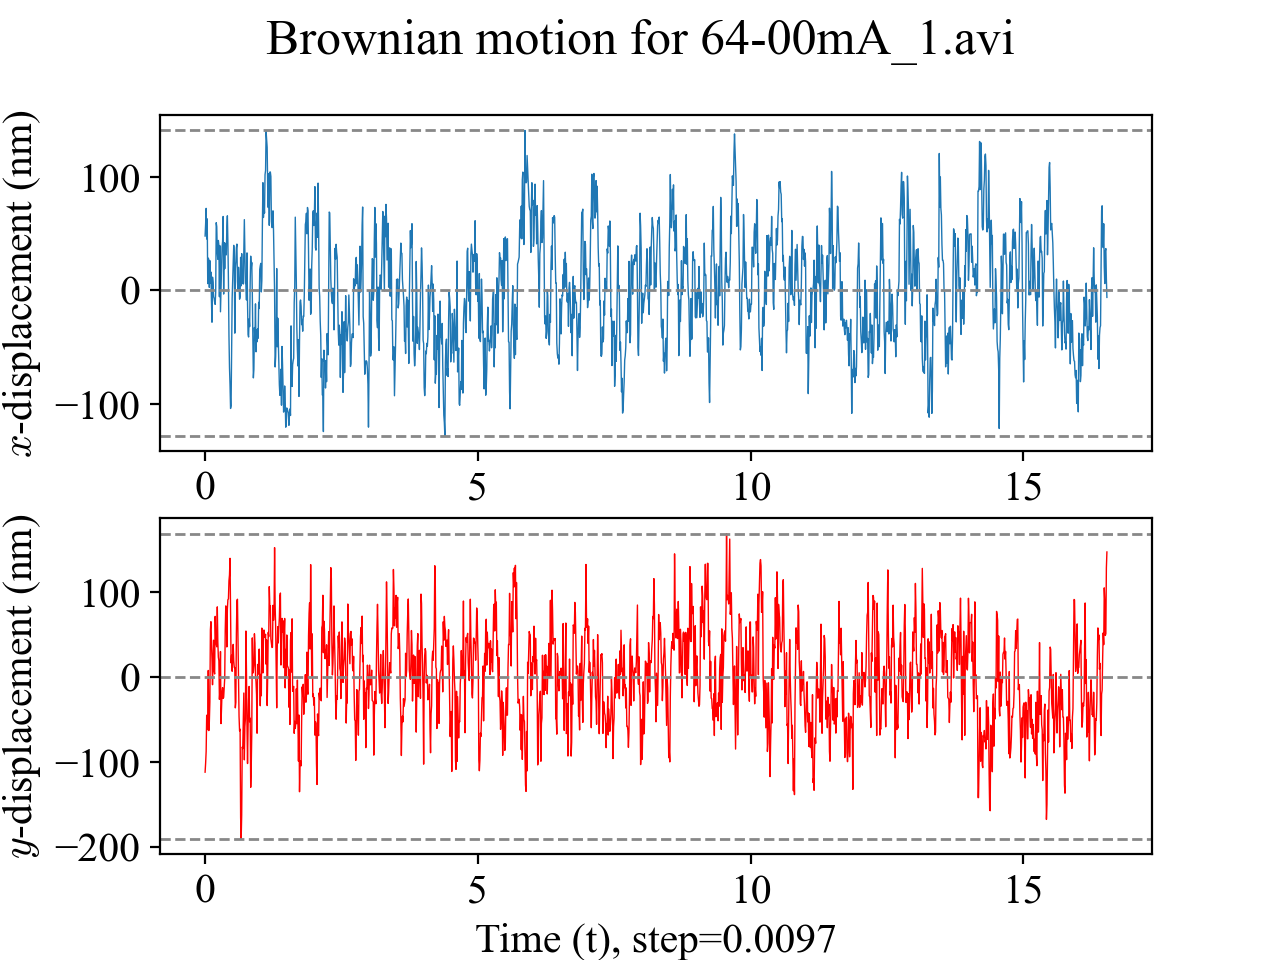 Brownian motion for 64-00mA_1.avi
x-displacement (nm)
100
0
−100
0 5 10 15
y-displacement (nm)
100
0
−100
−200
0 5 10 15
Time (t), step=0.0097